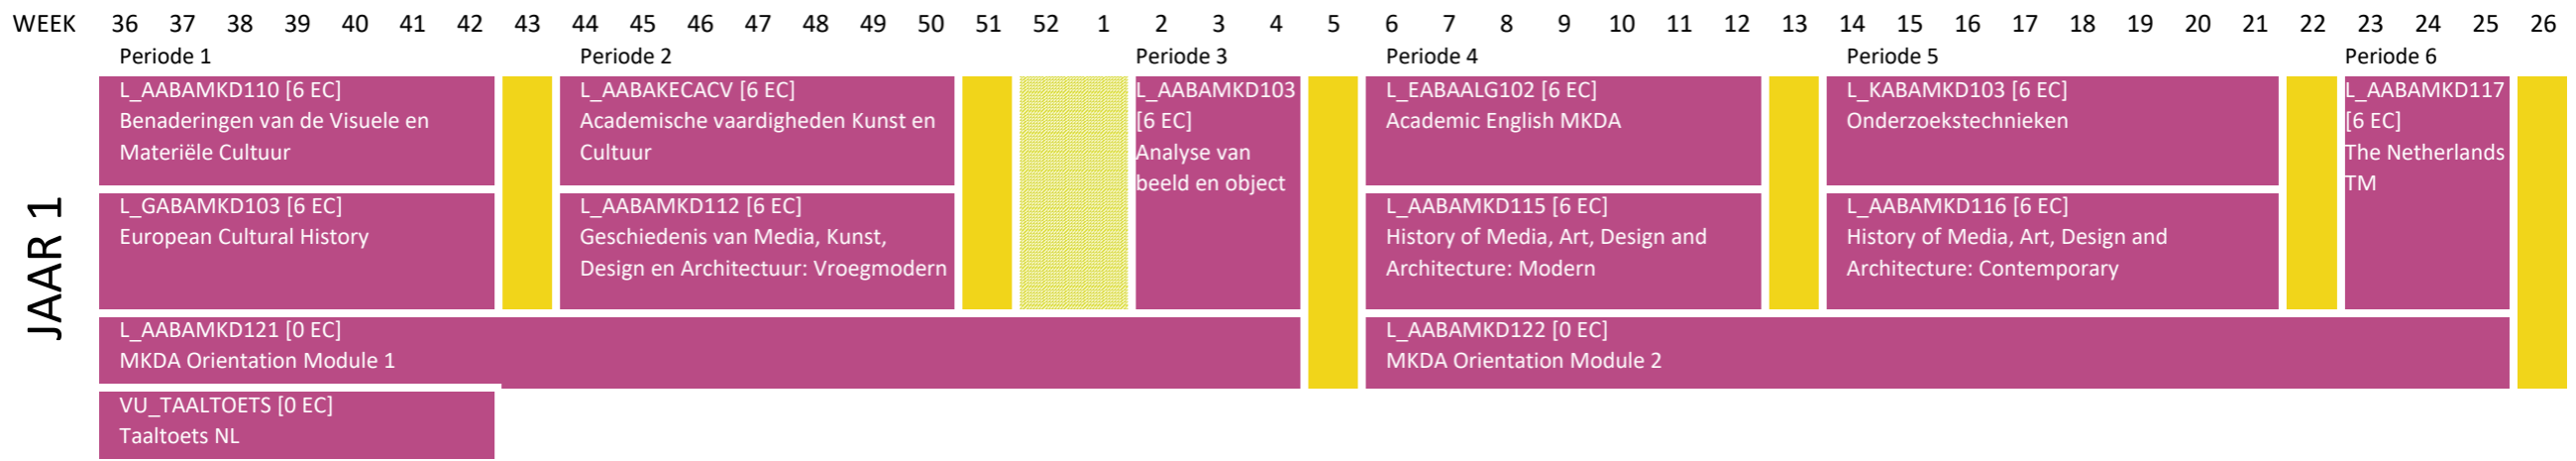 WEEK 36 37 38 39 40 41 42 43 44 45 46 47 48 49 50 51 52 1 2 3 4 5 6 7 8 9 10 11 12 13 14 15 16 17 18 19 20 21 22 23 24 25 26
Periode 1 Periode 2 Periode 3 Periode 4 Periode 5 Periode 6
JAAR 1
L_AABAMKD110 [6 EC]
Benaderingen van de Visuele en
Materiële Cultuur
L_GABAMKD103 [6 EC]
European Cultural History
L_AABAKECACV [6 EC]
Academische vaardigheden Kunst en
Cultuur
L_AABAMKD112 [6 EC]
Geschiedenis van Media, Kunst,
Design en Architectuur: Vroegmodern
L_AABAMKD103
[6 EC]
Analyse van
beeld en object
L_EABAALG102 [6 EC]
Academic English MKDA
L_AABAMKD115 [6 EC]
History of Media, Art, Design and
Architecture: Modern
L_KABAMKD103 [6 EC]
Onderzoekstechnieken
L_AABAMKD116 [6 EC]
History of Media, Art, Design and
Architecture: Contemporary
L_AABAMKD117
[6 EC]
The Netherlands
TM
L_AABAMKD121 [0 EC]
MKDA Orientation Module 1
L_AABAMKD122 [0 EC]
MKDA Orientation Module 2
VU_TAALTOETS [0 EC]
Taaltoets NL